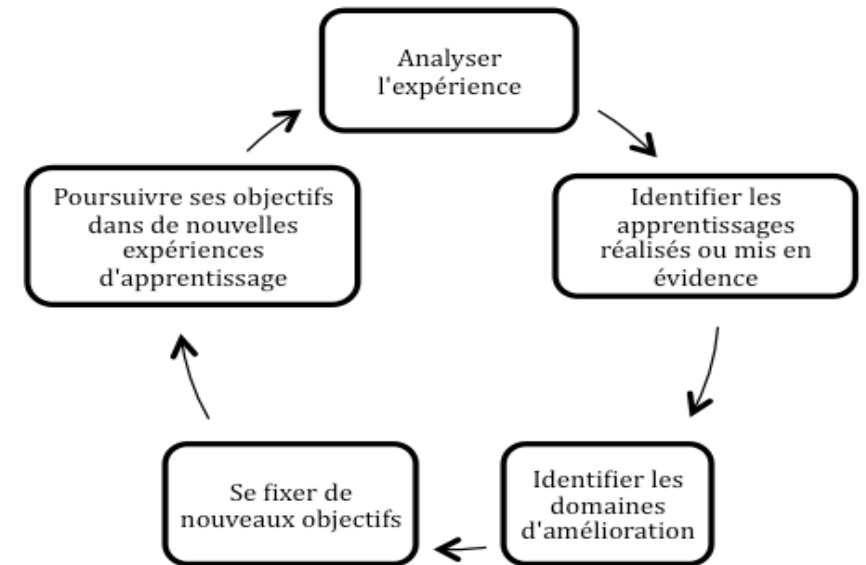 Analyser
l'expérience
Poursuivre ses objectifs
dans de nouvelles
expériences
d'apprentissage
Identifier les
apprentissages
réalisés ou mis en
évidence
Se fixer de
nouveaux objectifs
Identifier les
domaines
d'amélioration